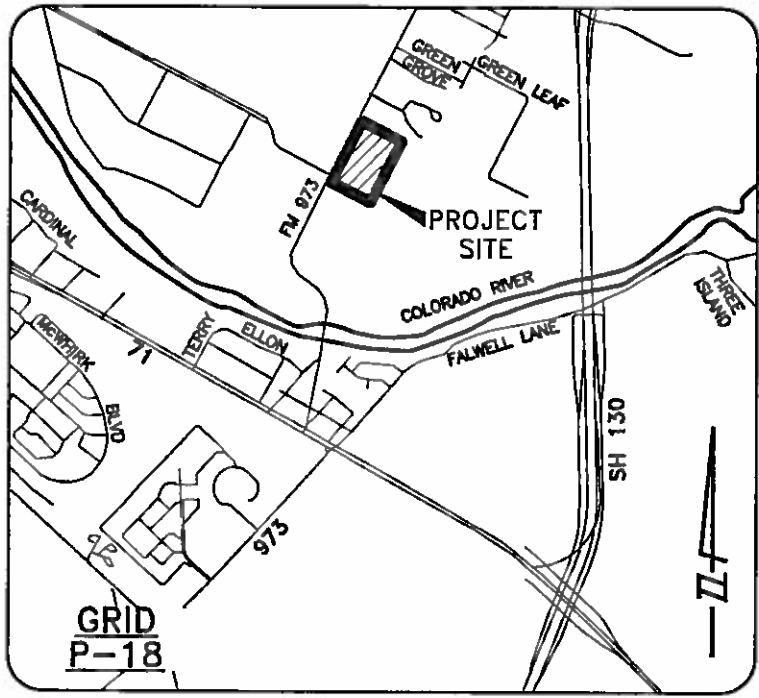 GREEN
GROVE
GREEN LEAF
FM 973
PROJECT
SITE
CARDINAL
COLORADO RIVER
THREE
ISLAND
TERRY
ELLON
FALWELL LANE
McWHIRK
BLVD
71
SH 130
973
N
GRID
P-18